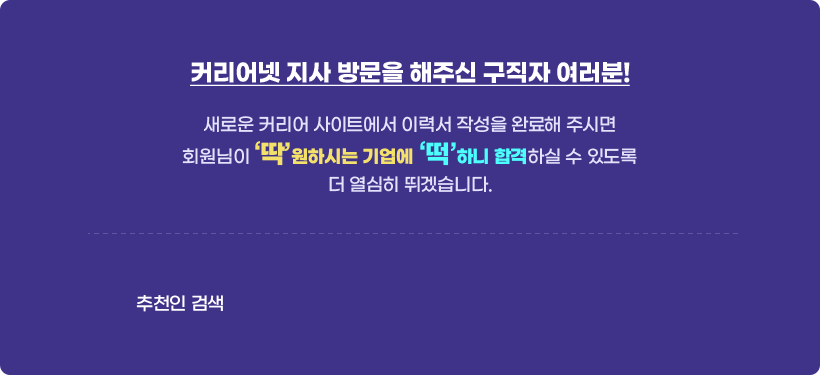 커리어넷 지사 방문을 해주신 구직자 여러분!
새로운 커리어 사이트에서 이력서 작성을 완료해 주시면
회원님이 ‘딱’ 원하시는 기업에 ‘떡’ 하니 합격하실 수 있도록
더 열심히 뛰겠습니다.
추천인 검색